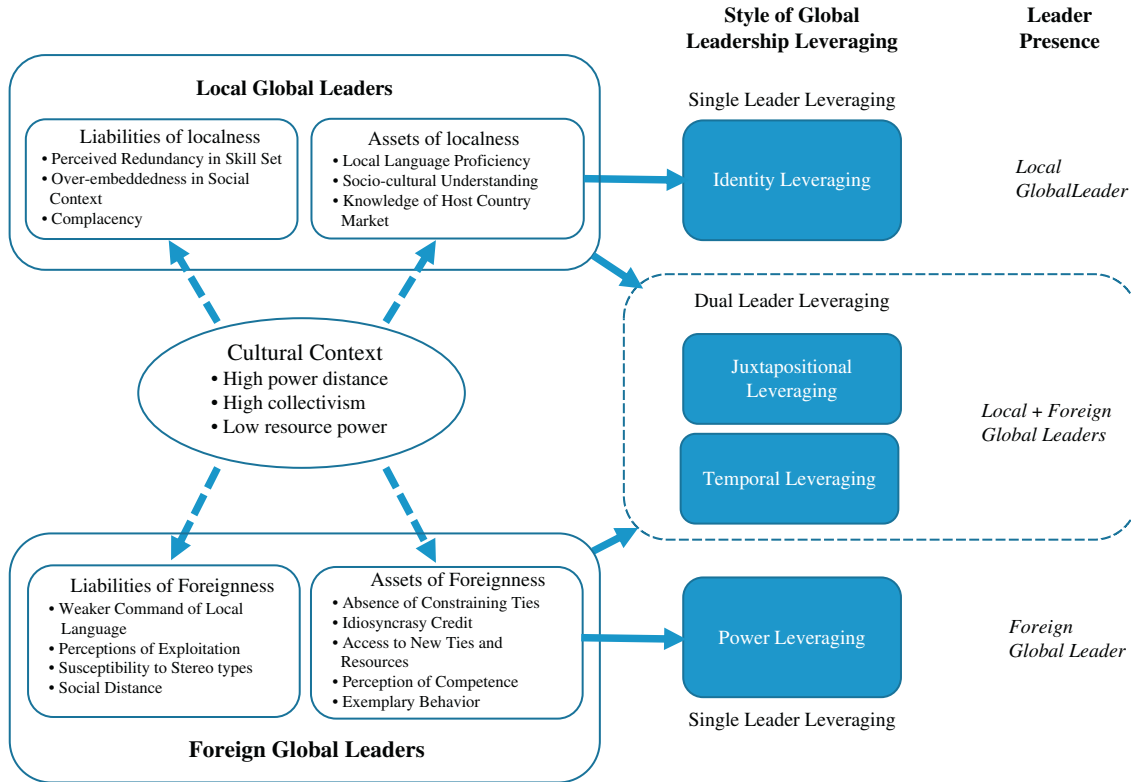 Style of Global
Leadership Leveraging
Leader
Presence
Local Global Leaders
Liabilities of localness
• Perceived Redundancy in Skill Set
• Over-embeddedness in Social
Context
• Complacency
Assets of localness
• Local Language Proficiency
• Socio-cultural Understanding
• Knowledge of Host Country
Market
Single Leader Leveraging
Identity Leveraging
Local
GlobalLeader
Cultural Context
• High power distance
• High collectivism
• Low resource power
Dual Leader Leveraging
Juxtapositional
Leveraging
Temporal Leveraging
Local + Foreign
Global Leaders
Liabilities of Foreignness
• Weaker Command of Local
Language
• Perceptions of Exploitation
• Susceptibility to Stereo types
• Social Distance
Assets of Foreignness
• Absence of Constraining Ties
• Idiosyncrasy Credit
• Access to New Ties and
Resources
• Perception of Competence
• Exemplary Behavior
Foreign Global Leaders
Power Leveraging
Single Leader Leveraging
Foreign
Global Leader